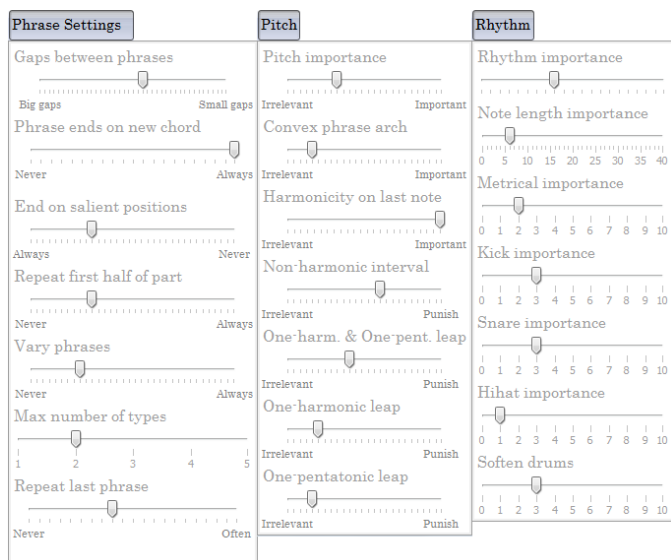 Phrase Settings
Gaps between phrases
Big gaps Small gaps
Phrase ends on new chord
Never Always
End on salient positions
Always Never
Repeat first half of part
Never Always
Vary phrases
Never Always
Max number of types
1 2 3 4 5
Repeat last phrase
Never Often
Pitch
Pitch importance
Irrelevant Important
Convex phrase arch
Irrelevant Important
Harmonicity on last note
Irrelevant Important
Non-harmonic interval
Irrelevant Punish
One-harm. & One-pent. leap
Irrelevant Punish
One-harmonic leap
Irrelevant Punish
One-pentatonic leap
Irrelevant Punish
Rhythm
Rhythm importance
Note length importance
0 5 10 15 20 25 30 35 40
Metrical importance
0 1 2 3 4 5 6 7 8 9 10
Kick importance
0 1 2 3 4 5 6 7 8 9 10
Snare importance
0 1 2 3 4 5 6 7 8 9 10
Hihat importance
0 1 2 3 4 5 6 7 8 9 10
Soften drums
0 1 2 3 4 5 6 7 8 9 10